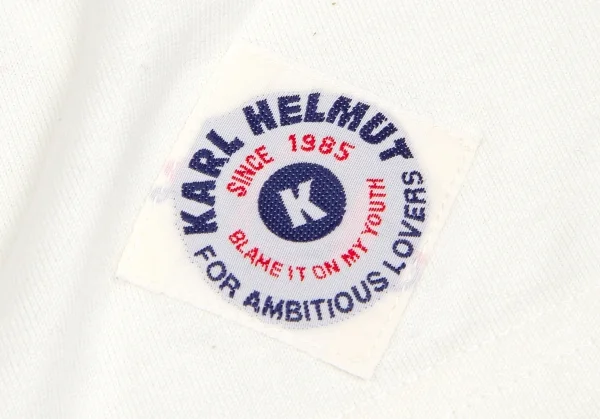 KARL HELMUT
SINCE 1985
K
BLAME IT ON MY YOUTH
FOR AMBITIOUS LOVERS